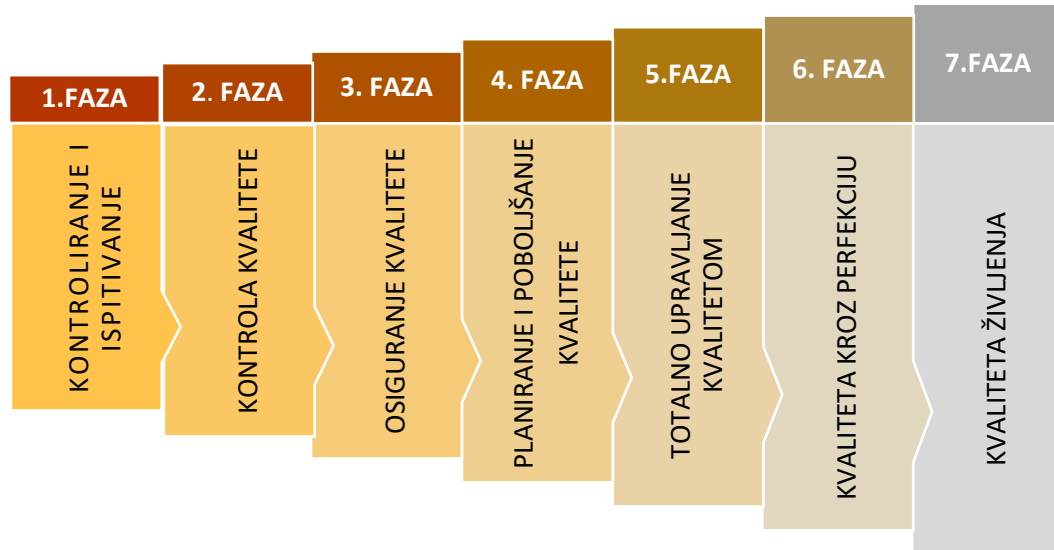 1.FAZA
KONTROLIRANJE I
ISPITIVANJE
2. FAZA
KONTROLA KVALITETE
3. FAZA
OSIGURANJE KVALITETE
4. FAZA
PLANIRANJE I POBOLJŠANJE
KVALITETE
5.FAZA
TOTALNO UPRAVLJANJE
KVALITETOM
6. FAZA
KVALITETA KROZ PERFEKCIJU
7.FAZA
KVALITETA ŽIVLJENJA